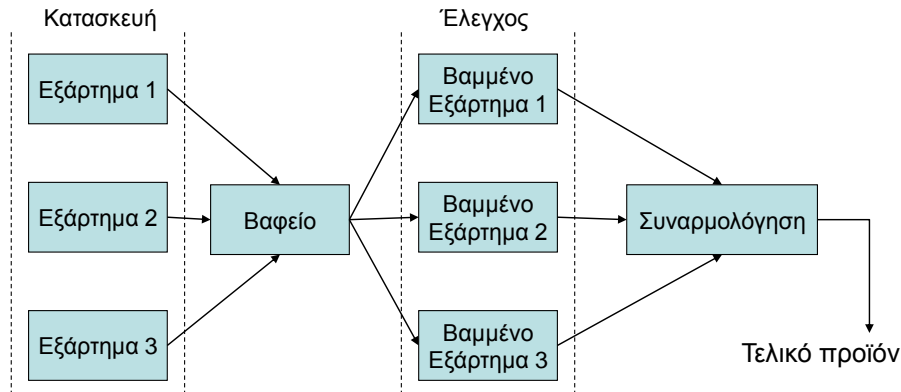 Κατασκευή
Έλεγχος
Εξάρτημα 1
Βαμμένο
Εξάρτημα 1
Εξάρτημα 2
Βαφείο
Βαμμένο
Εξάρτημα 2
Συναρμολόγηση
Εξάρτημα 3
Βαμμένο
Εξάρτημα 3
Τελικό προϊόν